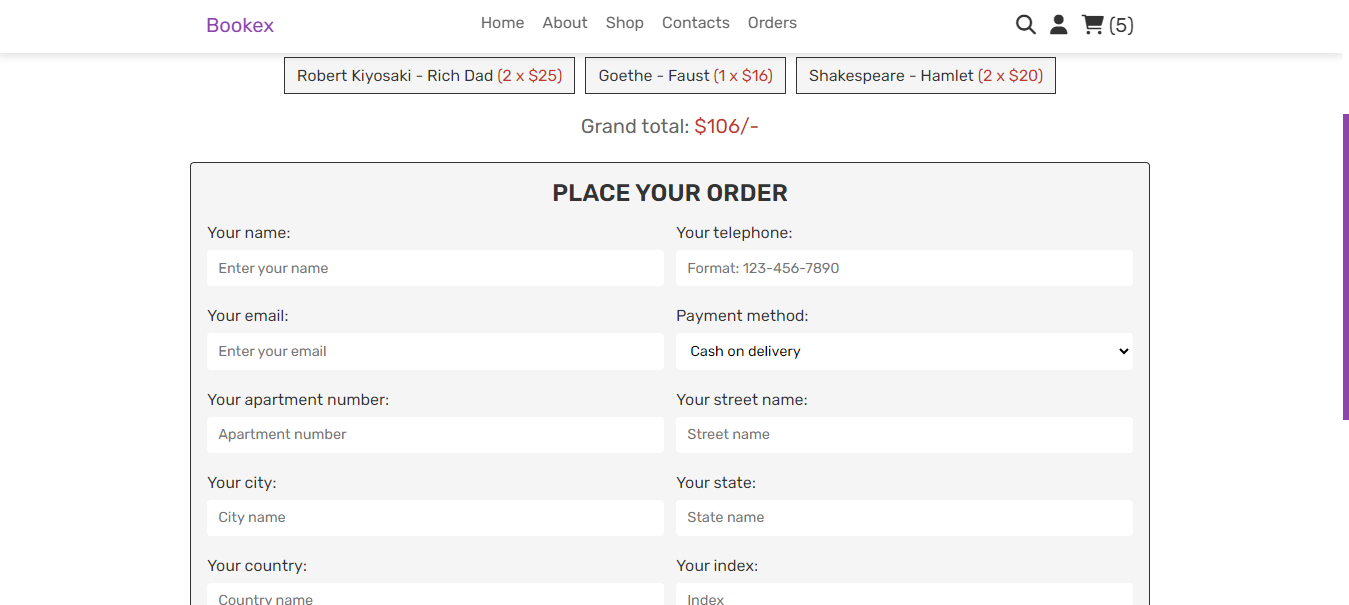 Bookex Home About Shop Contacts Orders (5)
Robert Kiyosaki - Rich Dad (2 x $25) Goethe - Faust (1 x $16) Shakespeare - Hamlet (2 x $20)
Grand total: $106/-
PLACE YOUR ORDER
Your name: Your telephone:
Enter your name Format: 123-456-7890
Your email: Payment method:
Enter your email Cash on delivery
Your apartment number: Your street name:
Apartment number Street name
Your city: Your state:
City name State name
Your country: Your index:
Country name Index